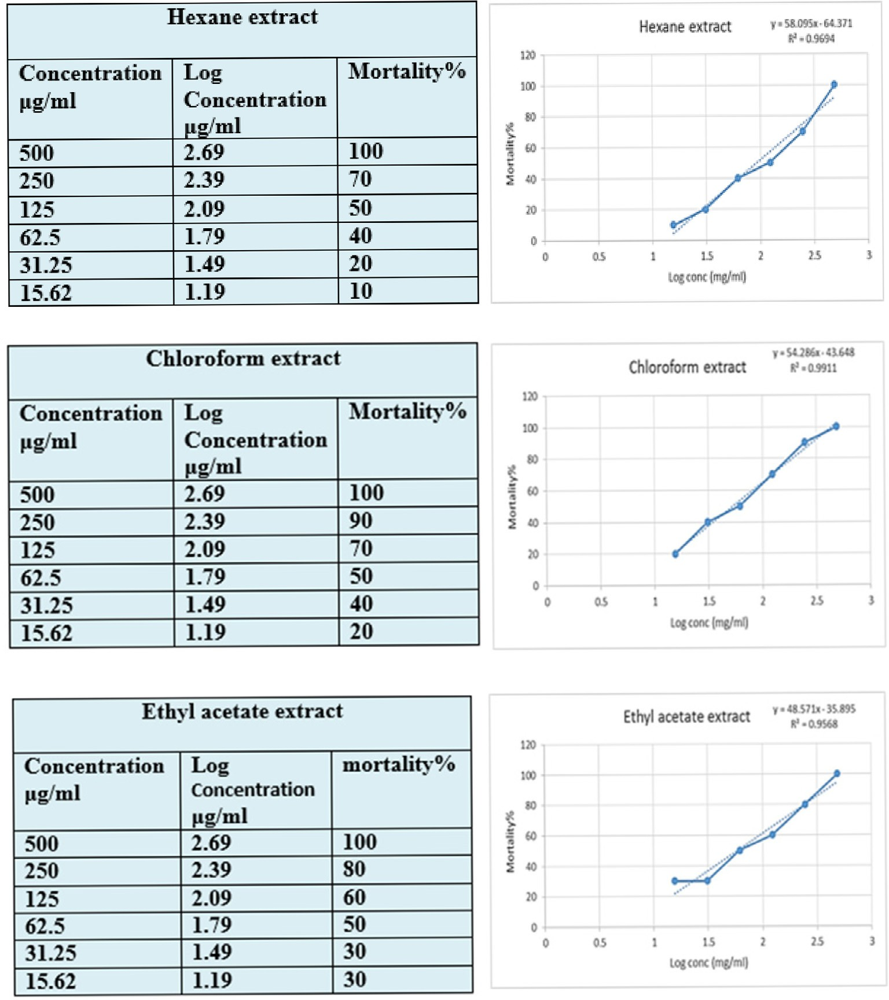 Hexane extract
Concentration Log Mortality%
µg/ml Concentration
µg/ml
500 2.69 100
250 2.39 70
125 2.09 50
62.5 1.79 40
31.25 1.49 20
15.62 1.19 10
Hexane extract
y = 58.095x - 64.371
R² = 0.9694
120
100
80
60
40
20
0
0 0.5 1 1.5 2 2.5 3
Mortality%
Log conc (mg/ml)
Chloroform extract
Concentration Log Mortality%
µg/ml Concentration
µg/ml
500 2.69 100
250 2.39 90
125 2.09 70
62.5 1.79 50
31.25 1.49 40
15.62 1.19 20
Chloroform extract
y = 54.286x - 43.648
R² = 0.9911
120
100
80
60
40
20
0
0 0.5 1 1.5 2 2.5 3
Mortality%
Log conc (mg/ml)
Ethyl acetate extract
Concentration Log mortality%
µg/ml Concentration
µg/ml
500 2.69 100
250 2.39 80
125 2.09 60
62.5 1.79 50
31.25 1.49 30
15.62 1.19 30
Ethyl acetate extract
y = 48.571x - 35.895
R² = 0.9568
120
100
80
60
40
20
0
0 0.5 1 1.5 2 2.5 3
Mortality%
Log conc (mg/ml)